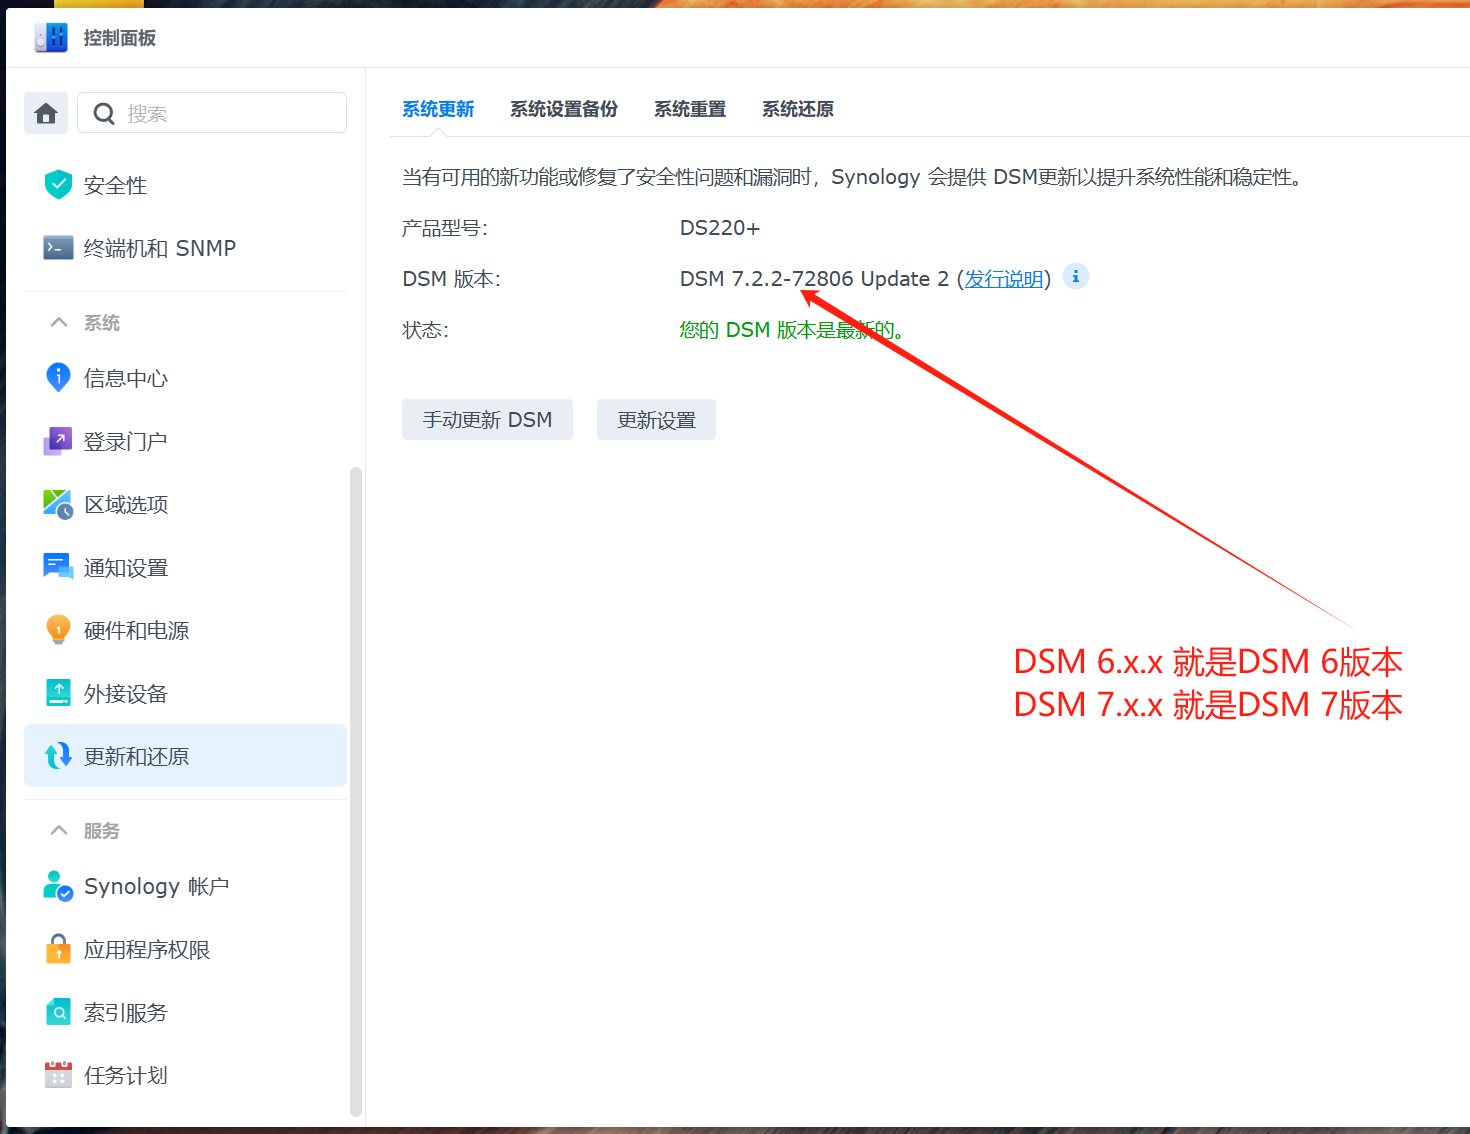 控制面板
搜索
安全性
终端机和 SNMP
系统
信息中心
登录门户
区域选项
通知设置
硬件和电源
外接设备
更新和还原
服务
Synology 帐户
应用程序权限
索引服务
任务计划
系统更新 系统设置备份 系统重置 系统还原
当有可用的新功能或修复了安全性问题和漏洞时，Synology 会提供 DSM更新以提升系统性能和稳定性。
产品型号： DS220+
DSM 版本： DSM 7.2.2-72806 Update 2 (发行说明)
状态： 您的 DSM 版本是最新的。
手动更新 DSM 更新设置
DSM 6.x.x 就是DSM 6版本
DSM 7.x.x 就是DSM 7版本